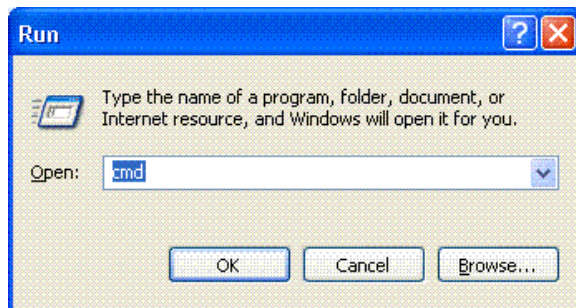 Run
Type the name of a program, folder, document, or
Internet resource, and Windows will open it for you.
Open: cmd
OK Cancel Browse...